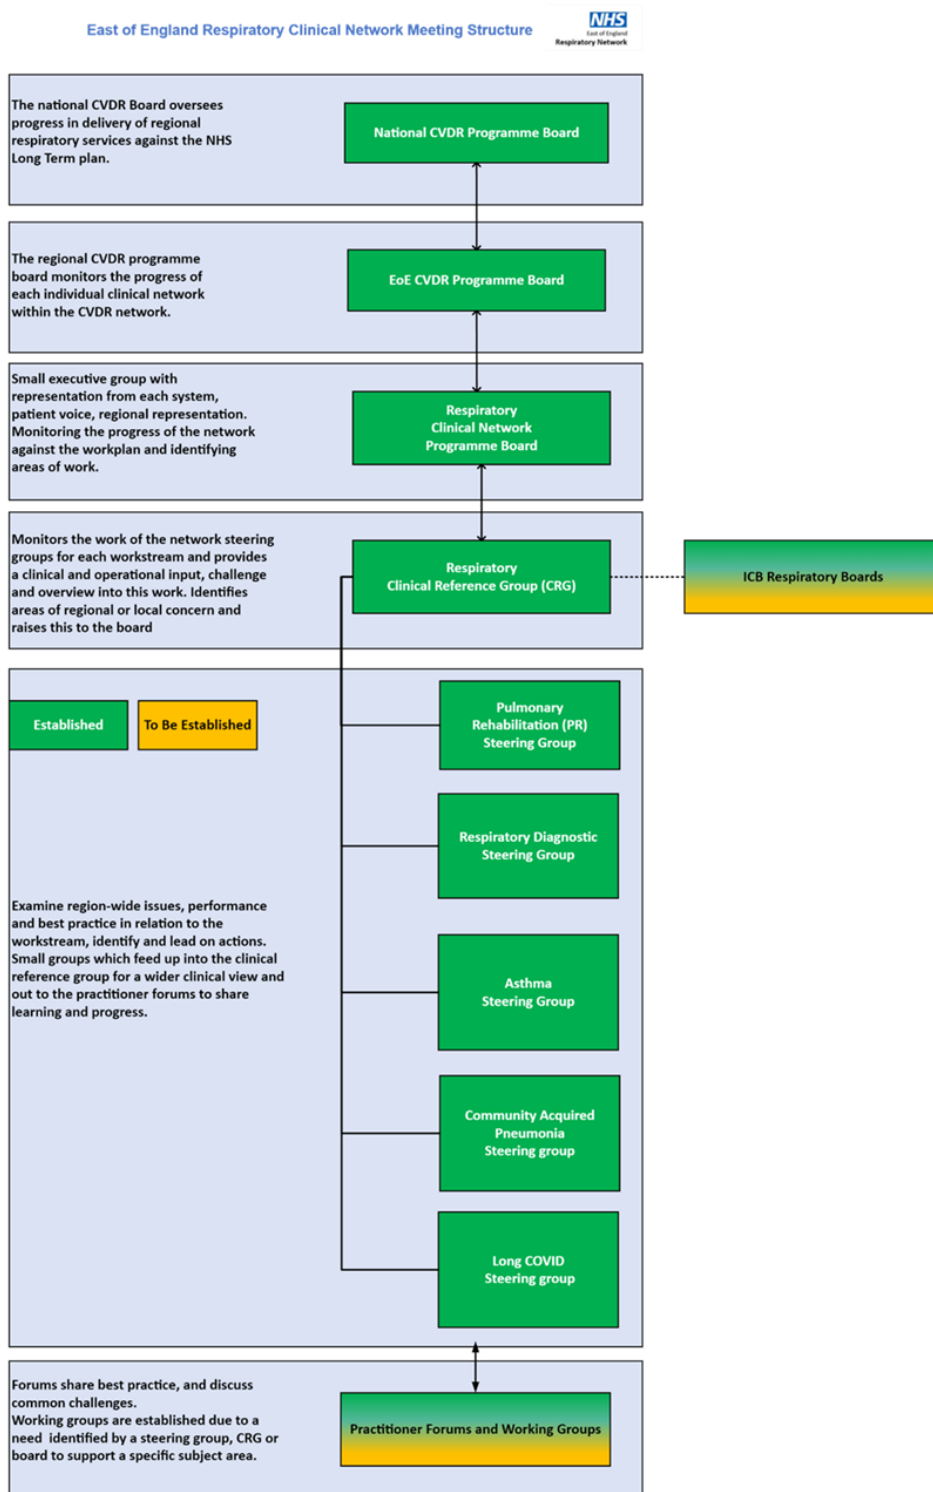 East of England Respiratory Clinical Network Meeting Structure
NHS
East of England
Respiratory Network
The national CVDR Board oversees
progress in delivery of regional
respiratory services against the NHS
Long Term plan.
National CVDR Programme Board
The regional CVDR programme
board monitors the progress of
each individual clinical network
within the CVDR network.
EoE CVDR Programme Board
Small executive group with
representation from each system,
patient voice, regional representation.
Monitoring the progress of the network
against the workplan and identifying
areas of work.
Respiratory
Clinical Network
Programme Board
Monitors the work of the network steering
groups for each workstream and provides
a clinical and operational input, challenge
and overview into this work. Identifies
areas of regional or local concern and
raises this to the board
Respiratory
Clinical Reference Group (CRG)
ICB Respiratory Boards
Established
To Be Established
Pulmonary
Rehabilitation (PR)
Steering Group
Respiratory Diagnostic
Steering Group
Examine region-wide issues, performance
and best practice in relation to the
workstream, identify and lead on actions.
Small groups which feed up into the clinical
reference group for a wider clinical view and
out to the practitioner forums to share
learning and progress.
Asthma
Steering Group
Community Acquired
Pneumonia
Steering group
Long COVID
Steering group
Forums share best practice, and discuss
common challenges.
Working groups are established due to a
need identified by a steering group, CRG or
board to support a specific subject area.
Practitioner Forums and Working Groups